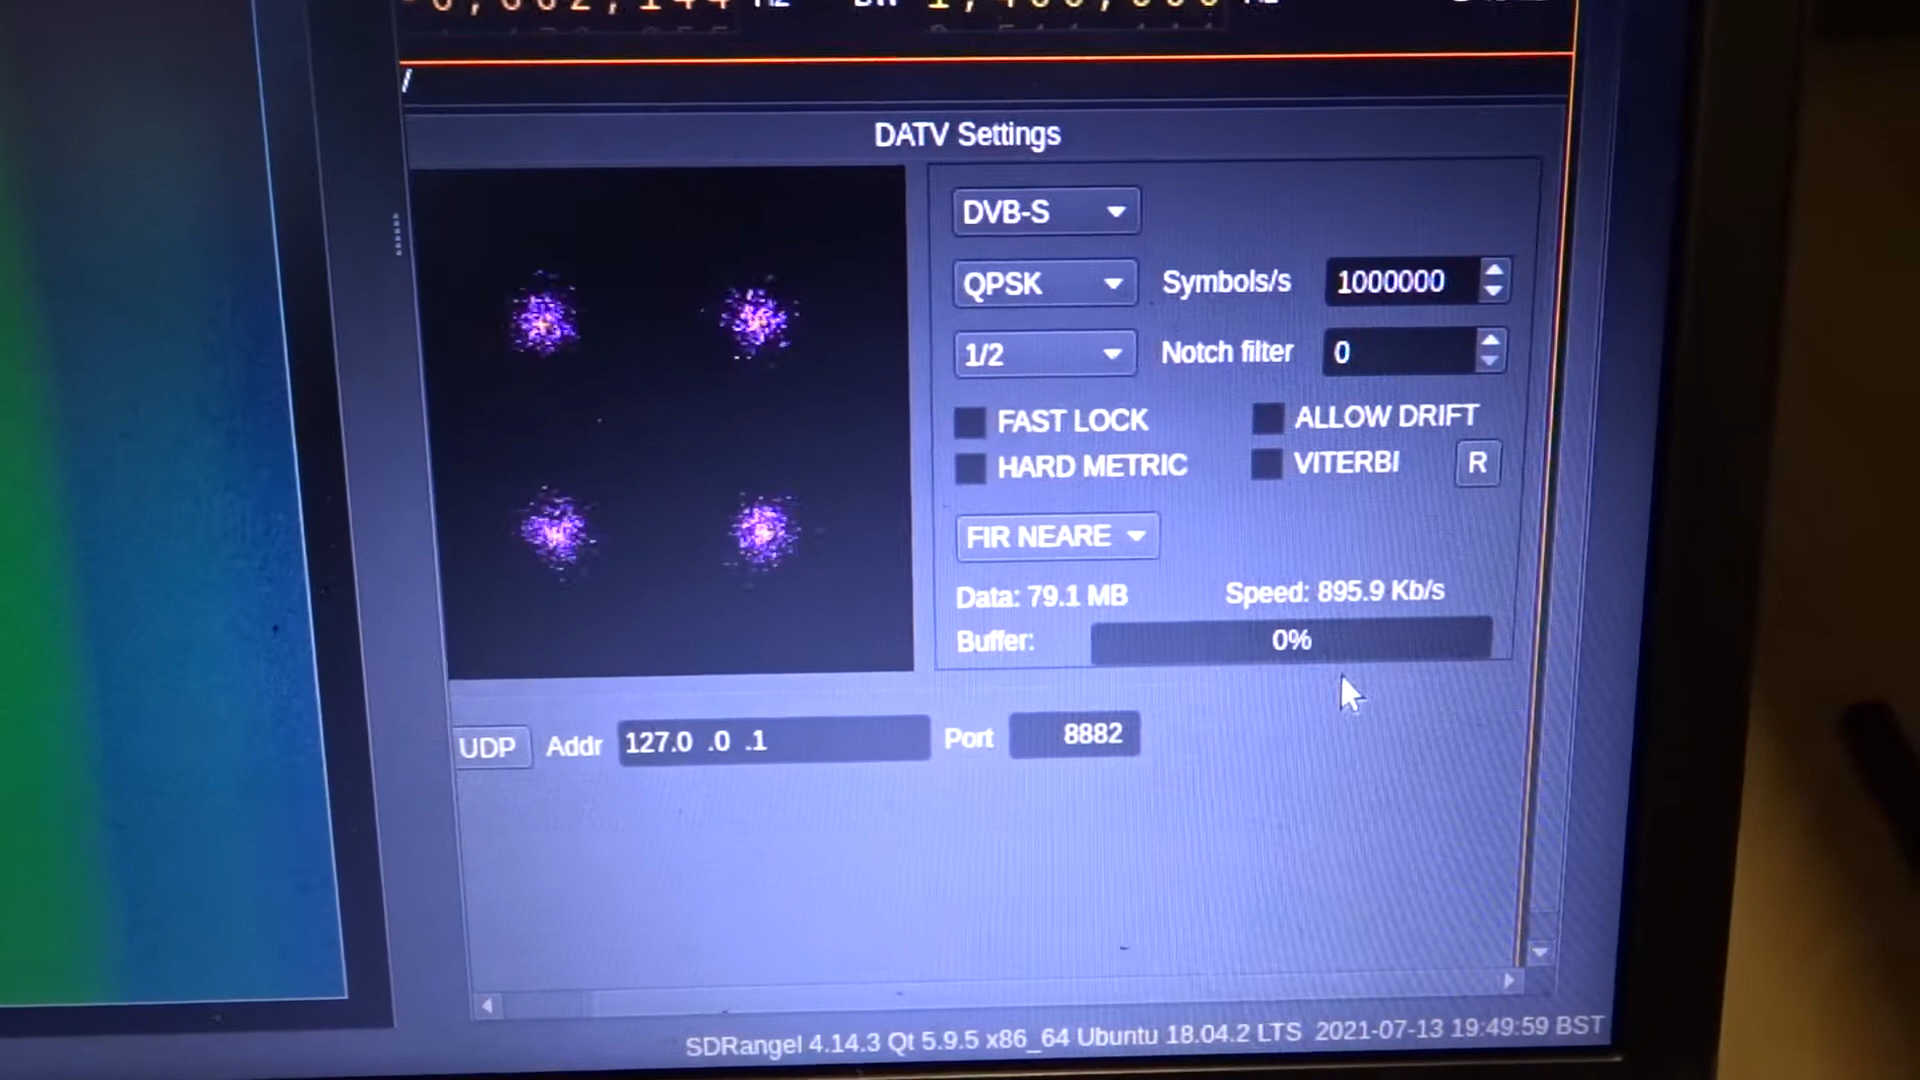 DATV Settings
DVB-S
QPSK Symbols/s 1000000
1/2 Notch filter 0
FAST LOCK ALLOW DRIFT
HARD METRIC VITERBI R
FIR NEARE
Data: 79.1 MB Speed: 895.9 Kb/s
Buffer: 0%
UDP Addr 127.0 .0 .1 Port 8882
SDRangel 4.14.3 Qt 5.9.5 x86_64 Ubuntu 18.04.2 LTS 2021-07-13 19:49:59 BST